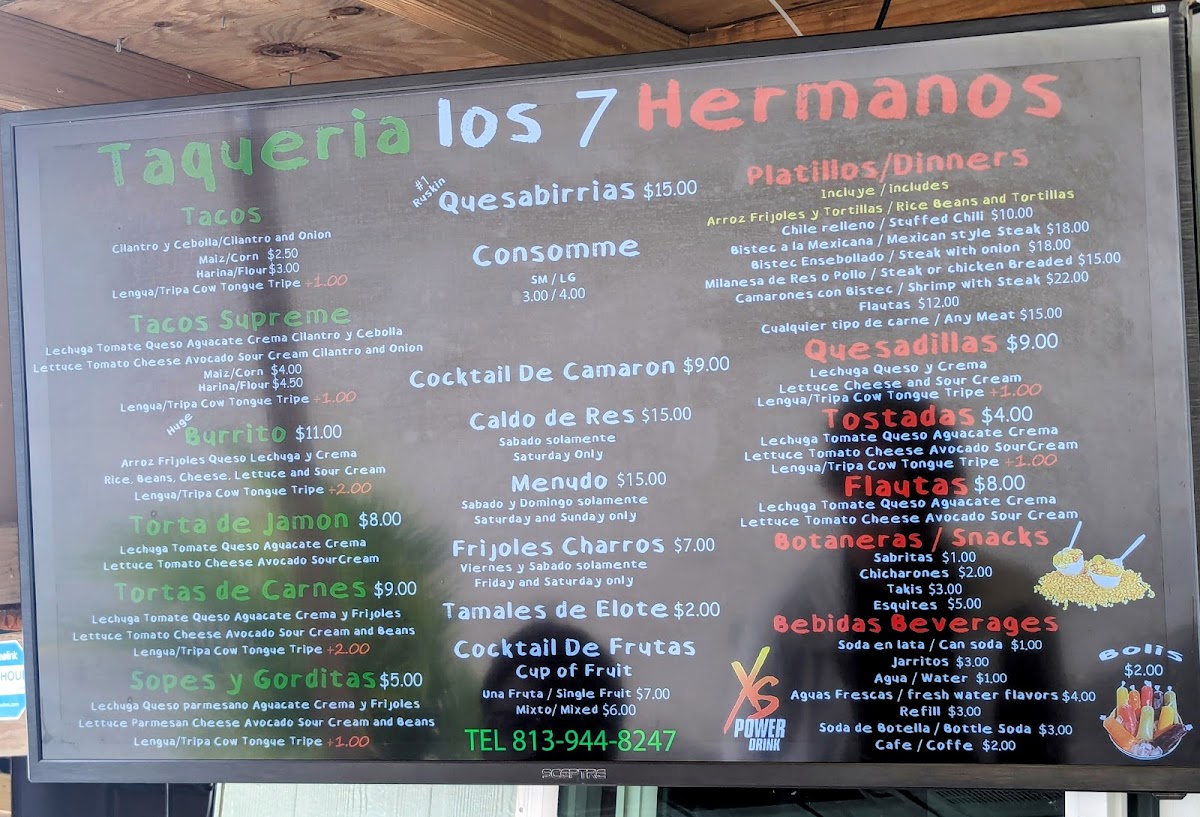 Taqueria los 7 Hermanos
Tacos
Cilantro y Cebolla/Cilantro and Onion
Maiz/Corn $2.50
Harina/Flour $3.00
Lengua/Tripa Cow Tongue Tripe +1.00
Tacos Supreme
Lechuga Tomate Queso Aguacate Crema Cilantro y Cebolla
Lettuce Tomato Cheese Avocado Sour Cream Cilantro and Onion
Maiz/Corn $4.00
Harina/Flour $4.50
Lengua/Tripa Cow Tongue Tripe +1.00
Huge
Burrito $11.00
Arroz Frijoles Queso Lechuga y Crema
Rice, Beans, Cheese, Lettuce and Sour Cream
Lengua/Tripa Cow Tongue Tripe +2.00
Torta de Jamon $8.00
Lechuga Tomate Queso Aguacate Crema
Lettuce Tomato Cheese Avocado SourCream
Tortas de Carnes $9.00
Lechuga Tomate Queso Aguacate Crema y Frijoles
Lettuce Tomato Cheese Avocado Sour Cream and Beans
Lengua/Tripa Cow Tongue Tripe +2.00
Sopes y Gorditas $5.00
Lechuga Queso parmesano Aguacate Crema y Frijoles
Lettuce Parmesan Cheese Avocado Sour Cream and Beans
Lengua/Tripa Cow Tongue Tripe +1.00
#1
Ruskin
Quesabirrias $15.00
Consomme
SM / LG
3.00 / 4.00
Cocktail De Camaron $9.00
Caldo de Res $15.00
Sabado solamente
Saturday Only
Menudo $15.00
Sabado y Domingo solamente
Saturday and Sunday only
Frijoles Charros $7.00
Viernes y Sabado solamente
Friday and Saturday only
Tamales de Elote $2.00
Cocktail De Frutas
Cup of Fruit
Una Fruta / Single Fruit $7.00
Mixto/ Mixed $6.00
TEL 813-944-8247
Platillos/Dinners
Incluye / includes
Arroz Frijoles y Tortillas / Rice Beans and Tortillas
Chile relleno / Stuffed Chili $10.00
Bistec a la Mexicana / Mexican style Steak $18.00
Bistec Ensebollado / Steak with onion $18.00
Milanesa de Res o Pollo / Steak or chicken Breaded $15.00
Camarones con Bistec / Shrimp with Steak $22.00
Flautas $12.00
Cualquier tipo de carne / Any Meat $15.00
Quesadillas $9.00
Lechuga Queso y Crema
Lettuce Cheese and Sour Cream
Lengua/Tripa Cow Tongue Tripe +1.00
Tostadas $4.00
Lechuga Tomate Queso Aguacate Crema
Lettuce Tomato Cheese Avocado SourCream
Lengua/Tripa Cow Tongue Tripe +1.00
Flautas $8.00
Lechuga Tomate Queso Aguacate Crema
Lettuce Tomato Cheese Avocado Sour Cream
Botaneras / Snacks
Sabritas $1.00
Chicharones $2.00
Takis $3.00
Esquites $5.00
Bebidas Beverages
Soda en lata / Can soda $1.00
Jarritos $3.00
Agua / Water $1.00
Aguas Frescas / fresh water flavors $4.00
Refill $3.00
Soda de Botella / Bottle Soda $3.00
Cafe / Coffe $2.00
XS
POWER
DRINK
Bolis
$2.00
SCEPTRE
UHD